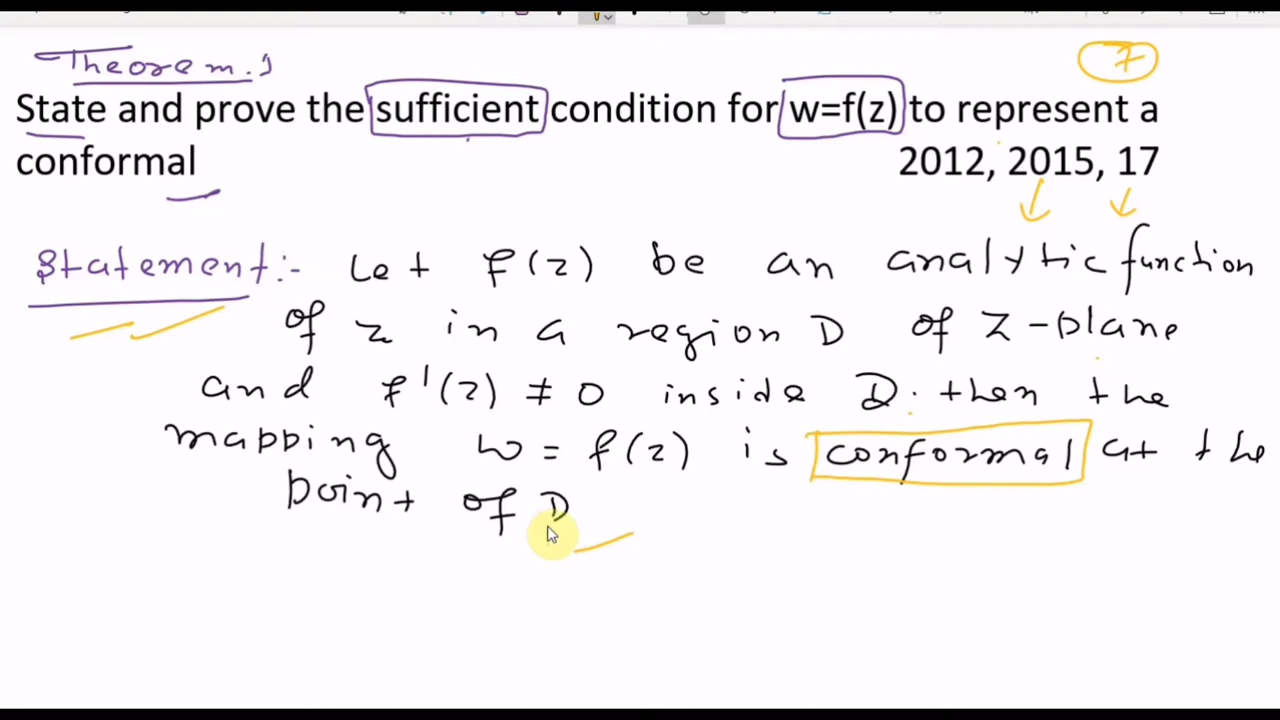 Theorem.1
7
State and prove the sufficient condition for w=f(z) to represent a
conformal 2012, 2015, 17
Statement:- Let f(z) be an analytic function
of z in a region D of Z-plane
and f'(z) ≠ 0 inside D. then the
mapping w = f(z) is conformal at the
point of D